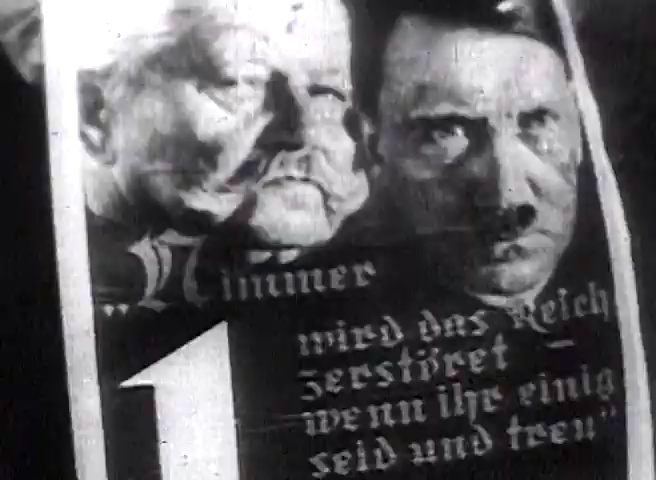 „Nimmer
wird das Reich
zerstöret –
wenn ihr einig
seid und treu"
1